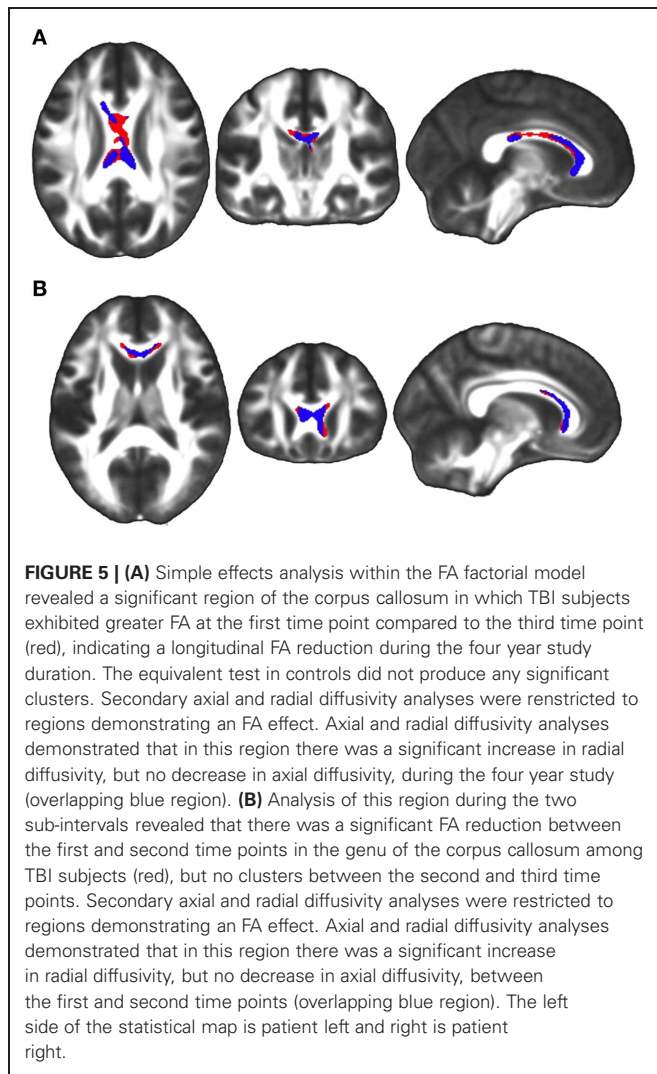 A
B
FIGURE 5 | (A) Simple effects analysis within the FA factorial model
revealed a significant region of the corpus callosum in which TBI subjects
exhibited greater FA at the first time point compared to the third time point
(red), indicating a longitudinal FA reduction during the four year study
duration. The equivalent test in controls did not produce any significant
clusters. Secondary axial and radial diffusivity analyses were renstricted to
regions demonstrating an FA effect. Axial and radial diffusivity analyses
demonstrated that in this region there was a significant increase in radial
diffusivity, but no decrease in axial diffusivity, during the four year study
(overlapping blue region). (B) Analysis of this region during the two
sub-intervals revealed that there was a significant FA reduction between
the first and second time points in the genu of the corpus callosum among
TBI subjects (red), but no clusters between the second and third time
points. Secondary axial and radial diffusivity analyses were restricted to
regions demonstrating an FA effect. Axial and radial diffusivity analyses
demonstrated that in this region there was a significant increase
in radial diffusivity, but no decrease in axial diffusivity, between
the first and second time points (overlapping blue region). The left
side of the statistical map is patient left and right is patient
right.